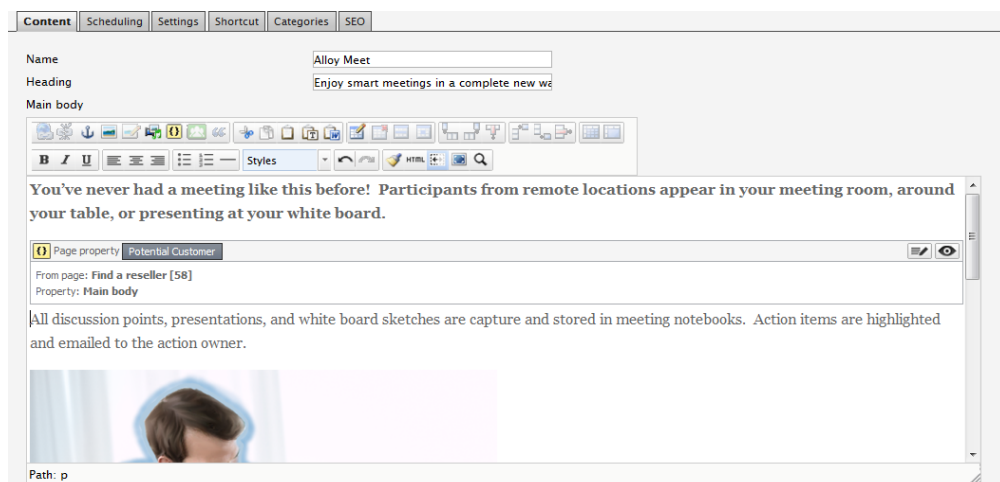 Content Scheduling Settings Shortcut Categories SEO
Name Alloy Meet
Heading Enjoy smart meetings in a complete new wa
Main body
B I U Styles HTML
You've never had a meeting like this before! Participants from remote locations appear in your meeting room, around
your table, or presenting at your white board.
{} Page property Potential Customer
From page: Find a reseller [58]
Property: Main body
All discussion points, presentations, and white board sketches are capture and stored in meeting notebooks. Action items are highlighted
and emailed to the action owner.
Path: p